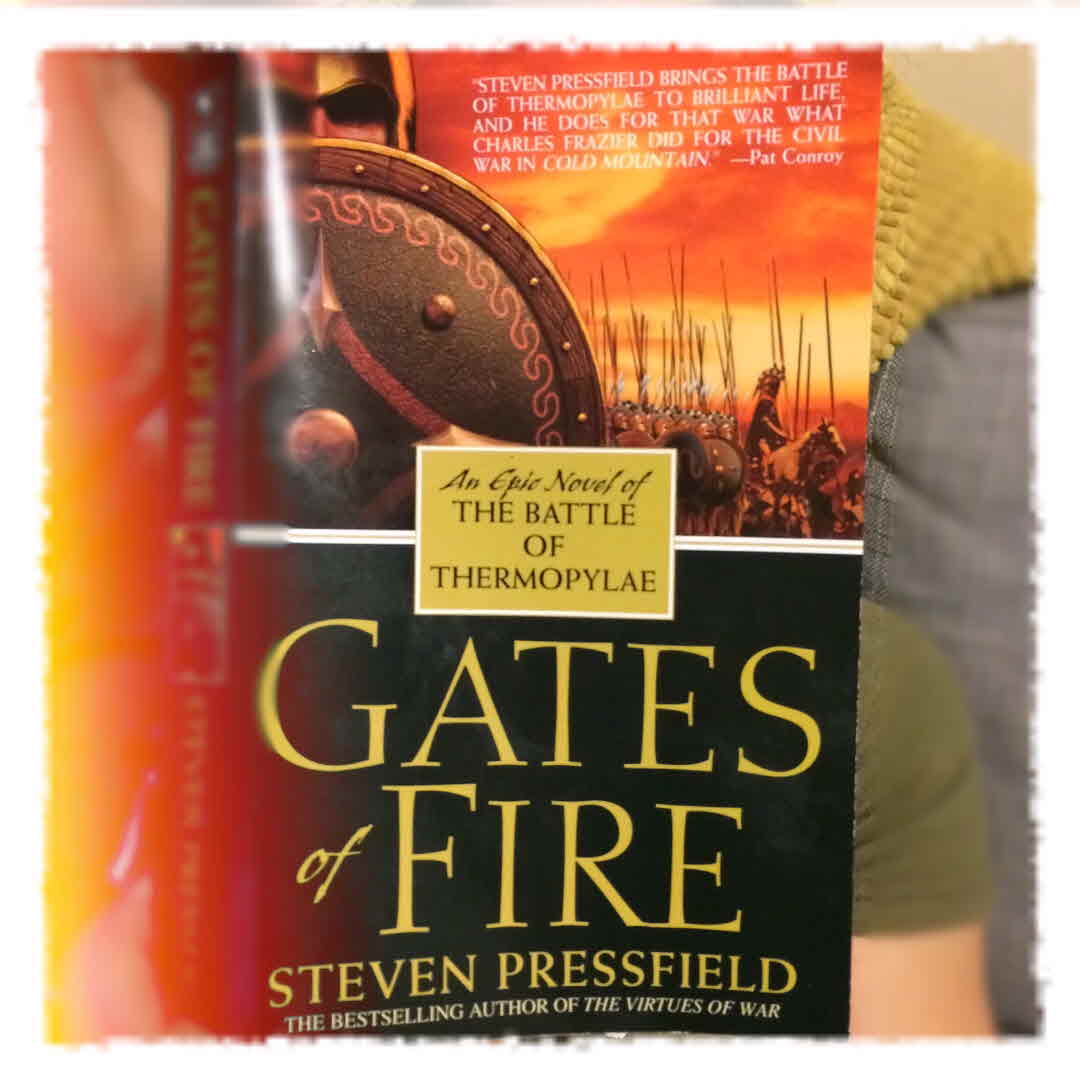 "STEVEN PRESSFIELD BRINGS THE BATTLE
OF THERMOPYLAE TO BRILLIANT LIFE,
AND HE DOES FOR THAT WAR WHAT
CHARLES FRAZIER DID FOR THE CIVIL
WAR IN COLD MOUNTAIN." —Pat Conroy
An Epic Novel of
THE BATTLE
OF
THERMOPYLAE
GATES
of FIRE
STEVEN PRESSFIELD
THE BESTSELLING AUTHOR OF THE VIRTUES OF WAR
GATES OF FIRE